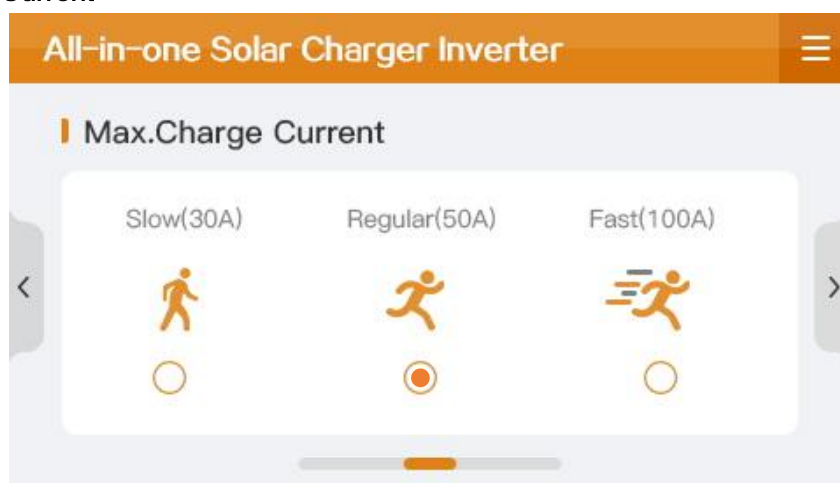 All-in-one Solar Charger Inverter
Max.Charge Current
Slow(30A) Regular(50A) Fast(100A)